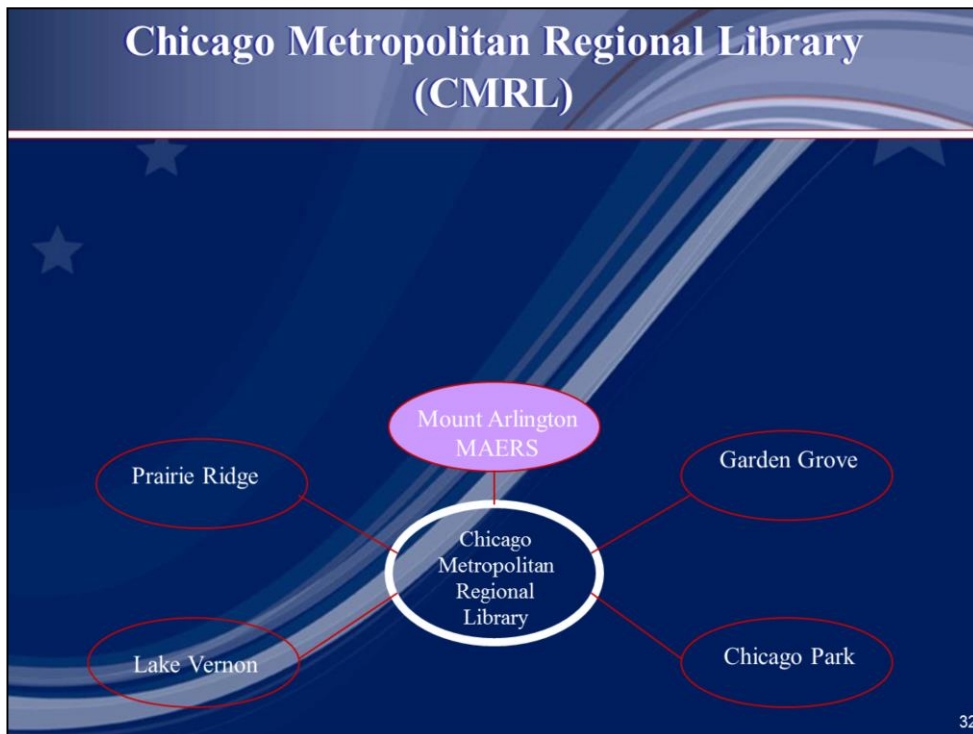 Chicago Metropolitan Regional Library
(CMRL)
Mount Arlington
MAERS
Prairie Ridge
Garden Grove
Chicago
Metropolitan
Regional
Library
Lake Vernon
Chicago Park
32